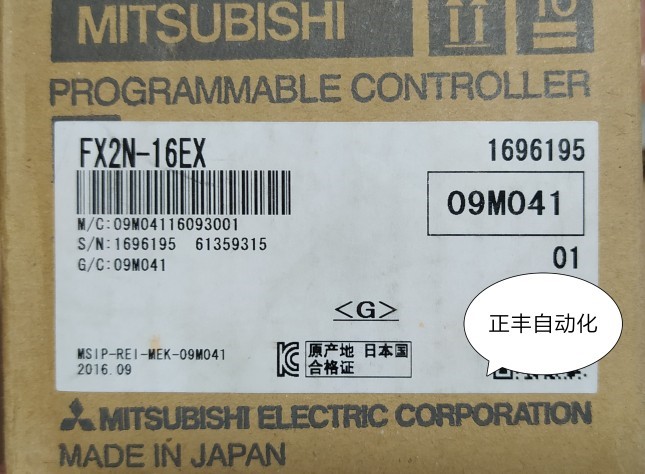 MITSUBISHI
10
PROGRAMMABLE CONTROLLER
FX2N-16EX
1696195
M/C:09M04116093001
09M041
S/N:1696195 61359315
G/C:09M041
01
<G>
正丰自动化
MSIP-REI-MEK-09M041
2016.09
原产地 日本国
合格证
MITSUBISHI ELECTRIC CORPORATION
MADE IN JAPAN